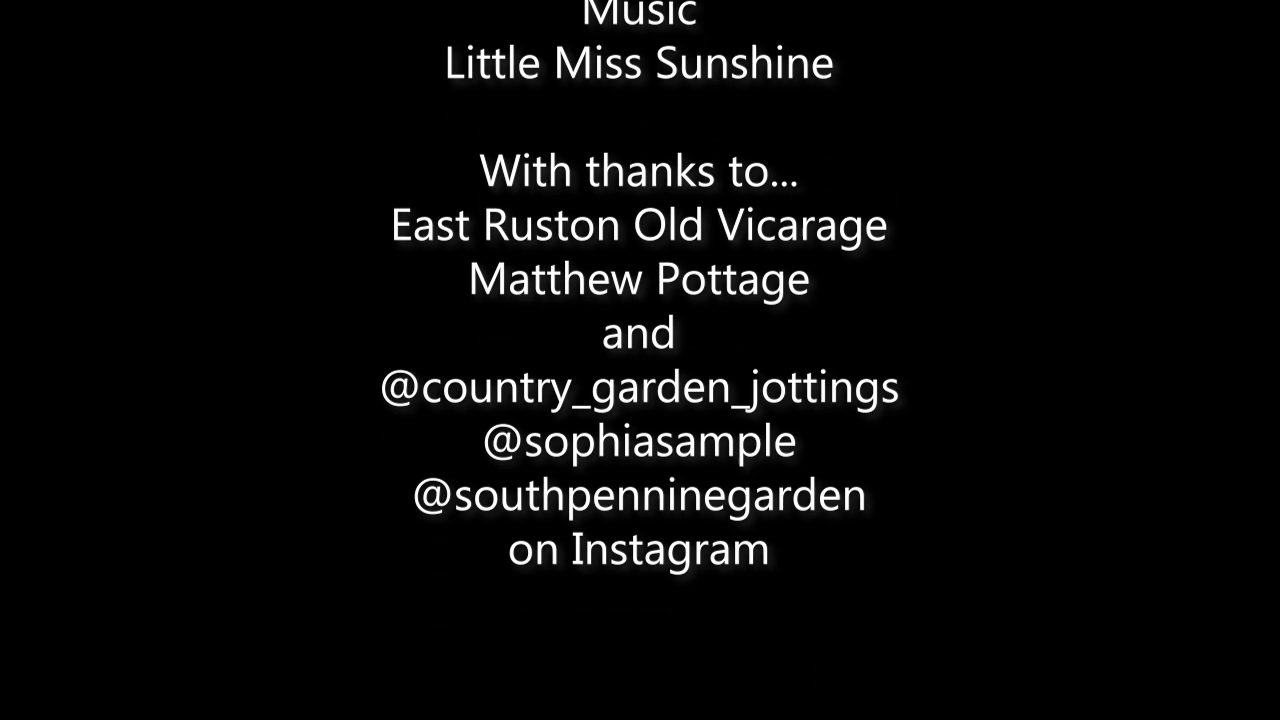 Music
Little Miss Sunshine
With thanks to...
East Ruston Old Vicarage
Matthew Pottage
and
@country_garden_jottings
@sophiasample
@southpenninegarden
on Instagram